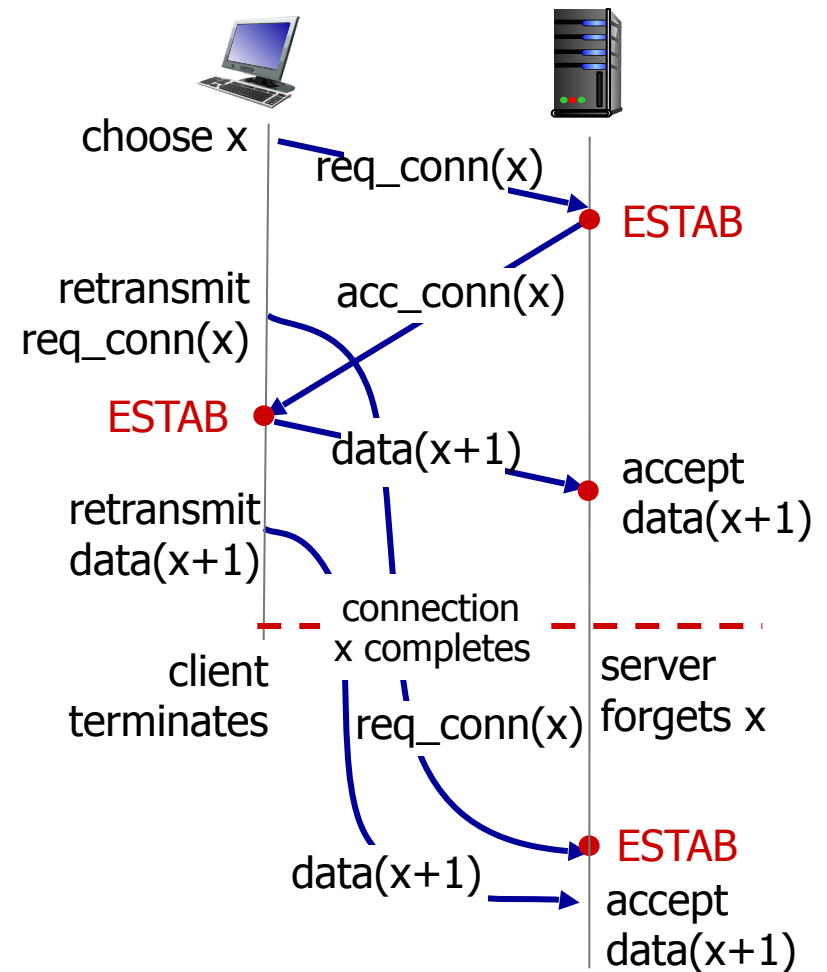 choose x
req_conn(x)
ESTAB
retransmit
req_conn(x)
acc_conn(x)
ESTAB
data(x+1)
accept
data(x+1)
retransmit
data(x+1)
connection
x completes
client
terminates
server
forgets x
req_conn(x)
ESTAB
data(x+1)
accept
data(x+1)